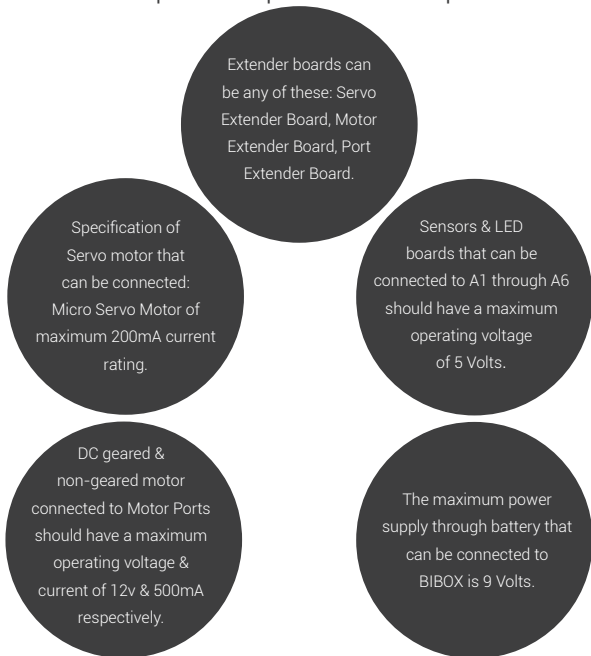 Extender boards can
be any of these: Servo
Extender Board, Motor
Extender Board, Port
Extender Board.
Specification of
Servo motor that
can be connected:
Micro Servo Motor of
maximum 200mA current
rating.
Sensors & LED
boards that can be
connected to A1 through A6
should have a maximum
operating voltage
of 5 Volts.
DC geared &
non-geared motor
connected to Motor Ports
should have a maximum
operating voltage &
current of 12v & 500mA
respectively.
The maximum power
supply through battery that
can be connected to
BIBOX is 9 Volts.